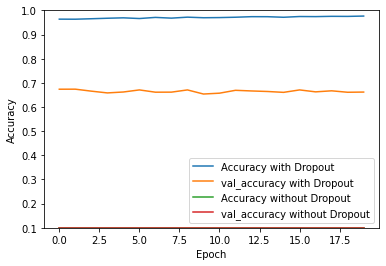 1.0
0.9
0.8
0.7
0.6
0.5
0.4
0.3
0.2
0.1
Accuracy
Accuracy with Dropout
val_accuracy with Dropout
Accuracy without Dropout
val_accuracy without Dropout
0.0 2.5 5.0 7.5 10.0 12.5 15.0 17.5
Epoch